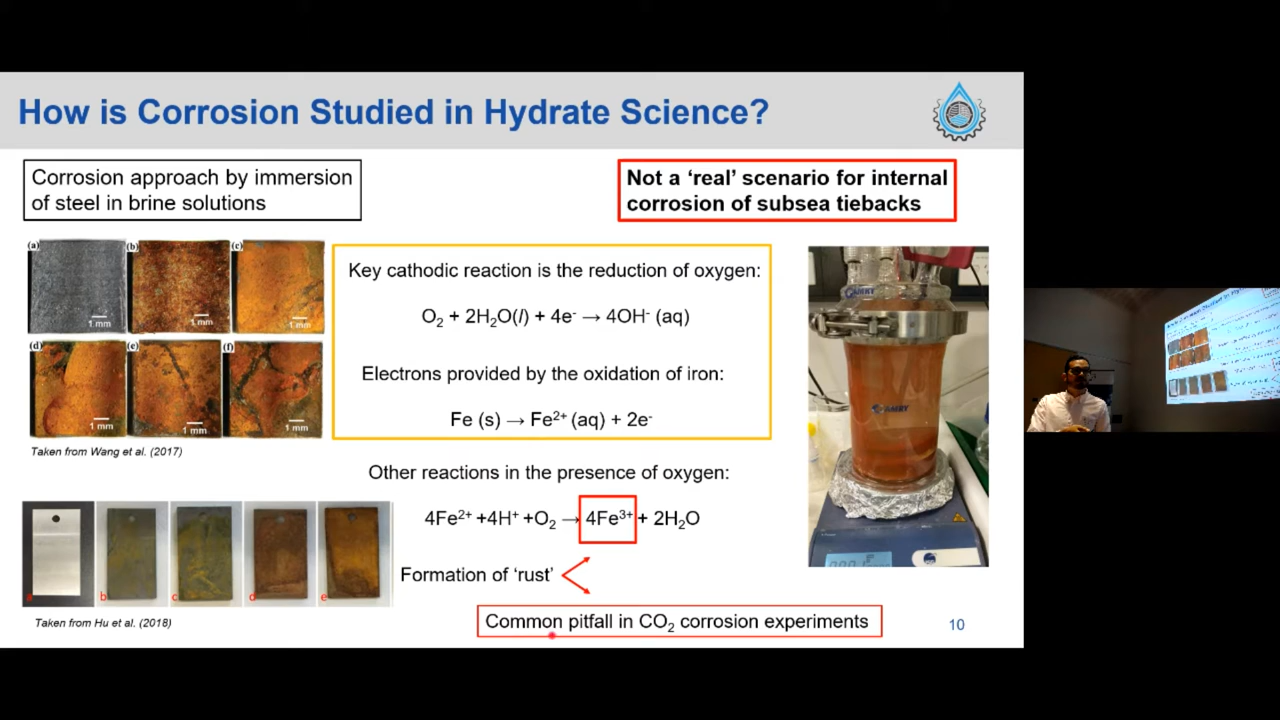 How is Corrosion Studied in Hydrate Science?
Corrosion approach by immersion
of steel in brine solutions
Not a ‘real’ scenario for internal
corrosion of subsea tiebacks
(a)
(b)
(c)
1 mm
1 mm
1 mm
(d)
(e)
(f)
1 mm
1 mm
1 mm
Taken from Wang et al. (2017)
Key cathodic reaction is the reduction of oxygen:
O₂ + 2H₂O(l) + 4e⁻ → 4OH⁻ (aq)
Electrons provided by the oxidation of iron:
Fe (s) → Fe²⁺ (aq) + 2e⁻
Other reactions in the presence of oxygen:
4Fe²⁺ +4H⁺ +O₂ → 4Fe³⁺ + 2H₂O
a
b
c
d
e
Taken from Hu et al. (2018)
Formation of ‘rust’
Common pitfall in CO₂ corrosion experiments
10